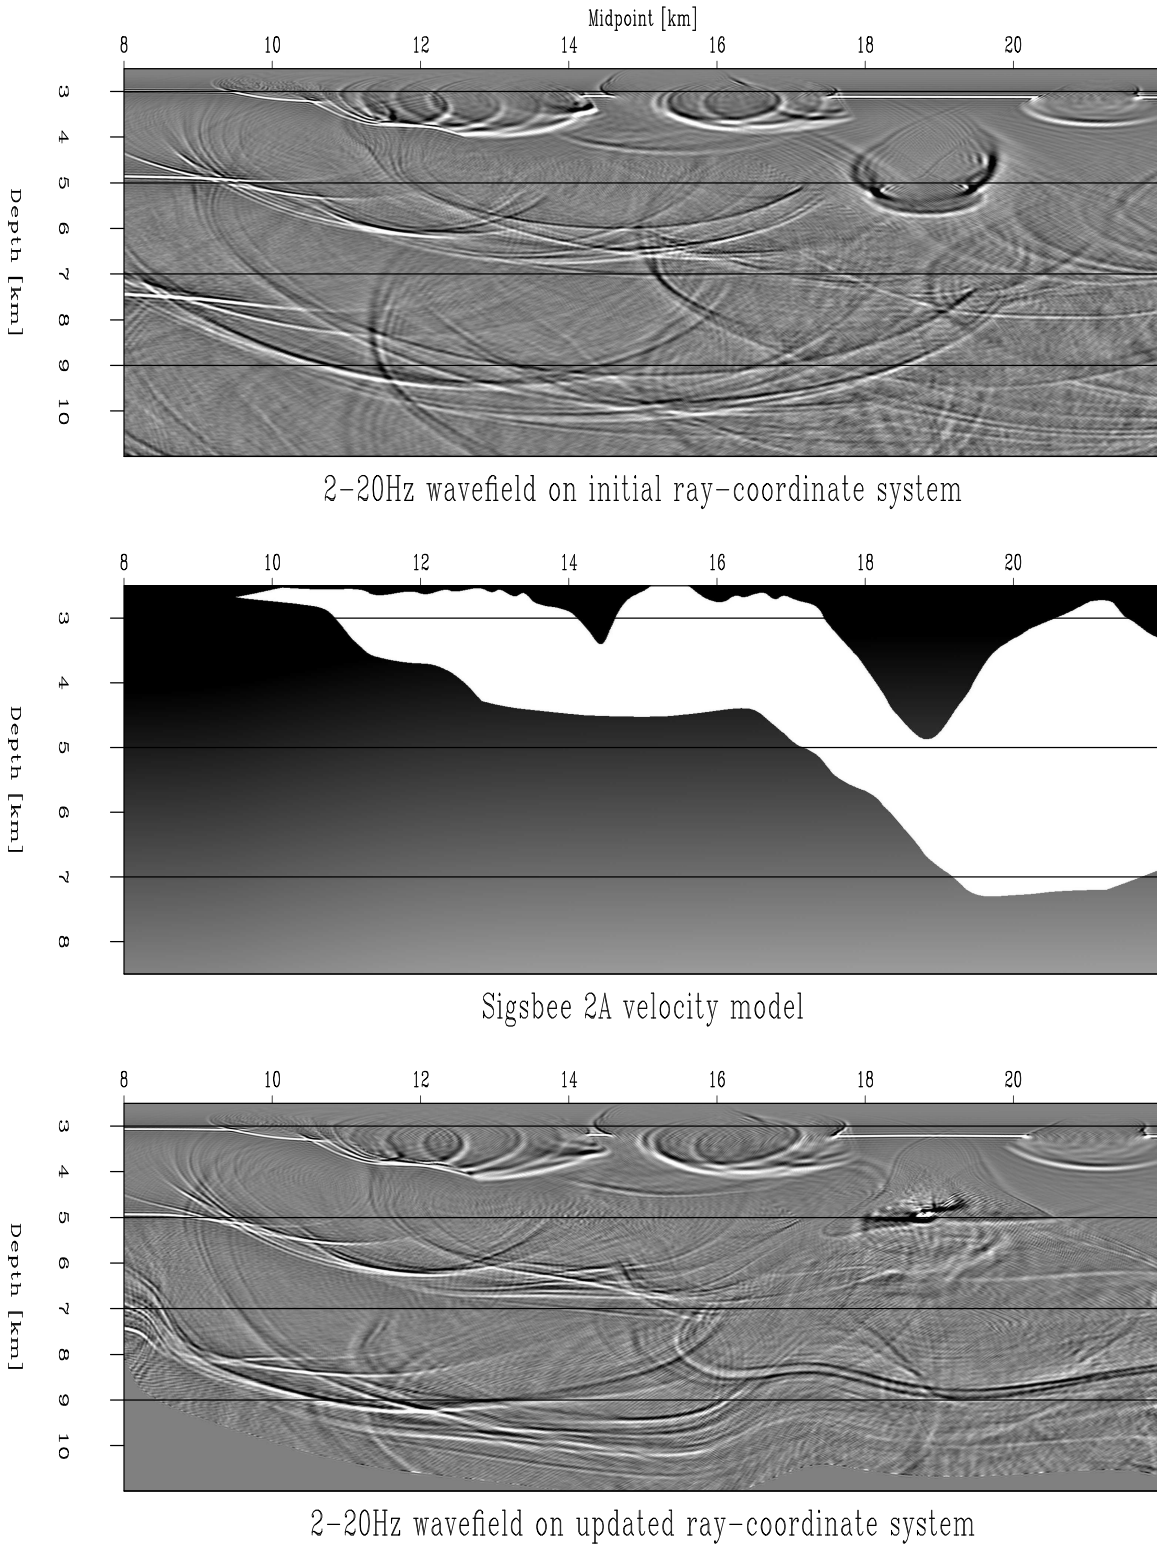 Midpoint [km]
8 10 12 14 16 18 20
3
4
5
6
7
8
9
10
Depth [km]
2-20Hz wavefield on initial ray-coordinate system
8 10 12 14 16 18 20
3
4
5
6
7
8
Depth [km]
Sigsbee 2A velocity model
8 10 12 14 16 18 20
3
4
5
6
7
8
9
10
Depth [km]
2-20Hz wavefield on updated ray-coordinate system